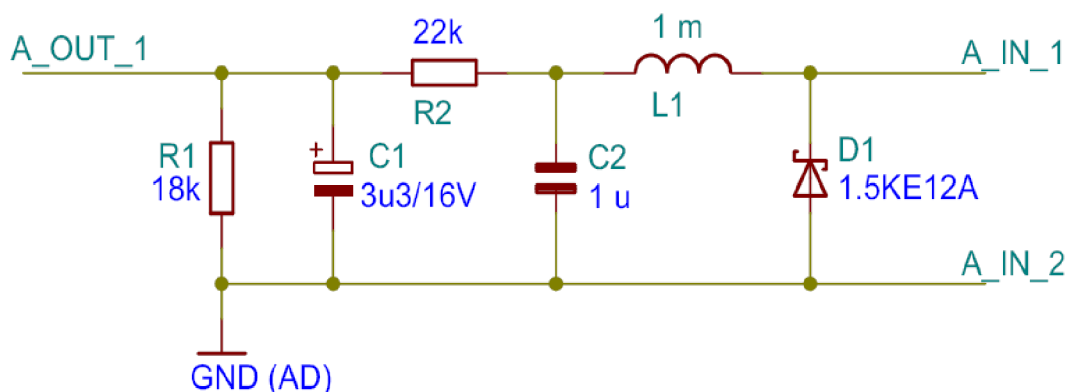 A_OUT_1
22k
R2
1 m
L1
A_IN_1
R1
18k
+
C1
3u3/16V
C2
1 u
D1
1.5KE12A
A_IN_2
GND (AD)